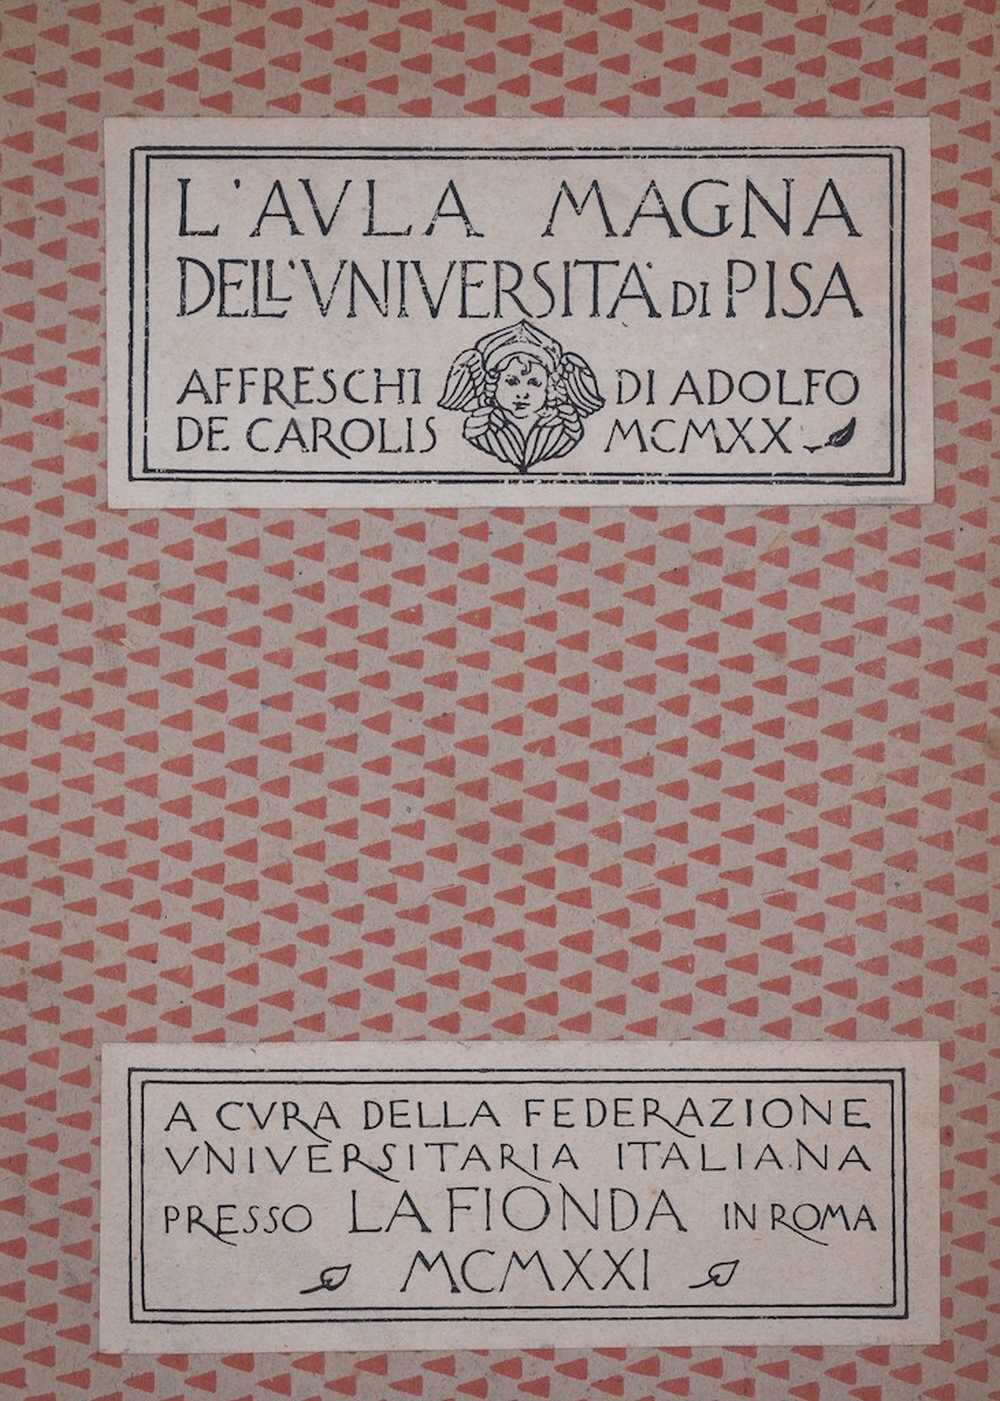 L'AVLA MAGNA
DELL'VNIVERSITA' DI PISA
AFFRESCHI DI ADOLFO
DE CAROLIS MCMXX
A CVRA DELLA FEDERAZIONE
VNIVERSITARIA ITALIANA
PRESSO LA FIONDA IN ROMA
MCMXXI